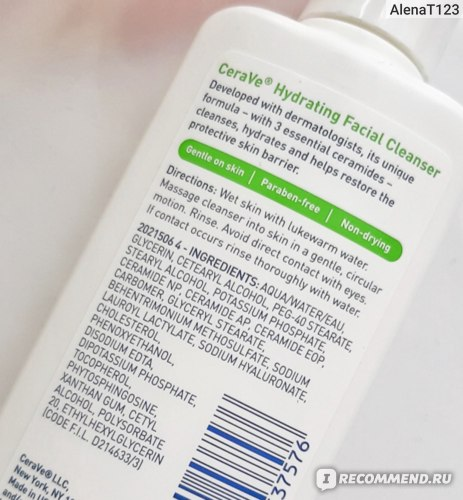 AlenaT123
CeraVe® Hydrating Facial Cleanser
Developed with dermatologists, its unique
formula – with 3 essential ceramides –
cleanses, hydrates and helps restore the
protective skin barrier.
Gentle on skin | Paraben-free | Non-drying
Directions: Wet skin with lukewarm water.
Massage cleanser into skin in a gentle, circular
motion. Rinse. Avoid direct contact with eyes.
If contact occurs rinse thoroughly with water.
2021506 4 - INGREDIENTS: AQUA/WATER/EAU,
GLYCERIN, CETEARYL ALCOHOL, PEG-40 STEARATE,
STEARYL ALCOHOL, POTASSIUM PHOSPHATE,
CERAMIDE NP, CERAMIDE AP, CERAMIDE EOP,
CARBOMER, GLYCERYL STEARATE,
BEHENTRIMONIUM METHOSULFATE, SODIUM
LAUROYL LACTYLATE, SODIUM HYALURONATE,
CHOLESTEROL,
PHENOXYETHANOL,
DISODIUM EDTA,
DIPOTASSIUM PHOSPHATE,
TOCOPHEROL,
PHYTOSPHINGOSINE,
XANTHAN GUM, CETYL
ALCOHOL, POLYSORBATE
20, ETHYLHEXYLGLYCERIN
(CODE F.I.L. D214633/3)
37576
CeraVe® LLC,
New York, NY
Made in
and
IRECOMMEND.RU